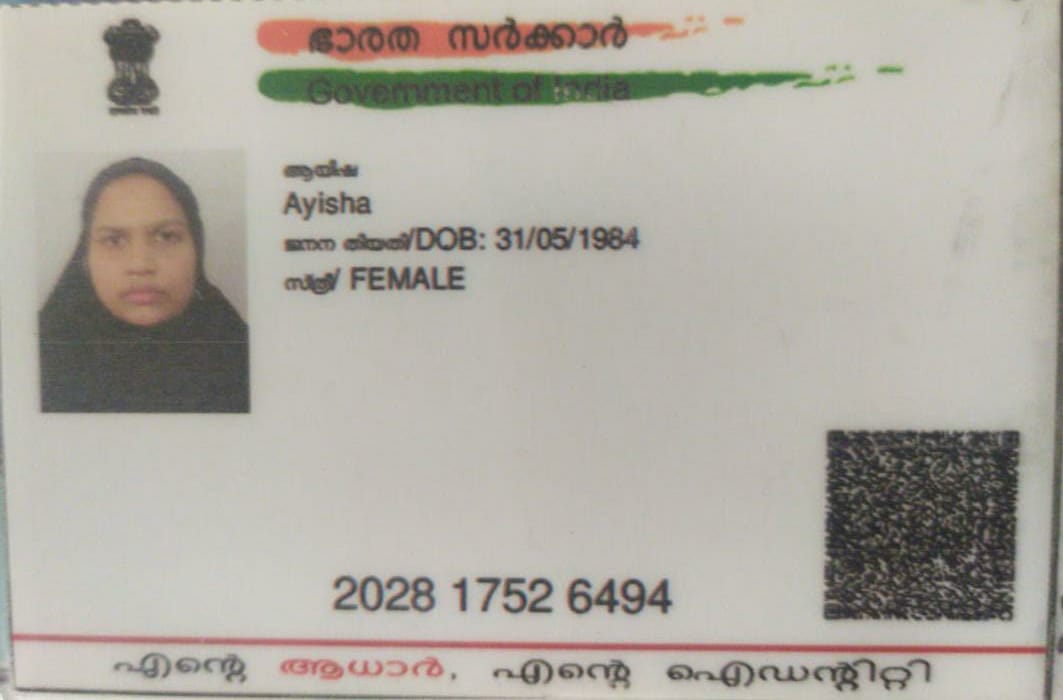 ഭാരത സർക്കാർ
Government of India
ആയിഷ
Ayisha
ജനന തിയതി/DOB: 31/05/1984
സ്ത്രീ/ FEMALE
2028 1752 6494
എന്റെ ആധാർ, എന്റെ ഐഡന്റിറ്റി